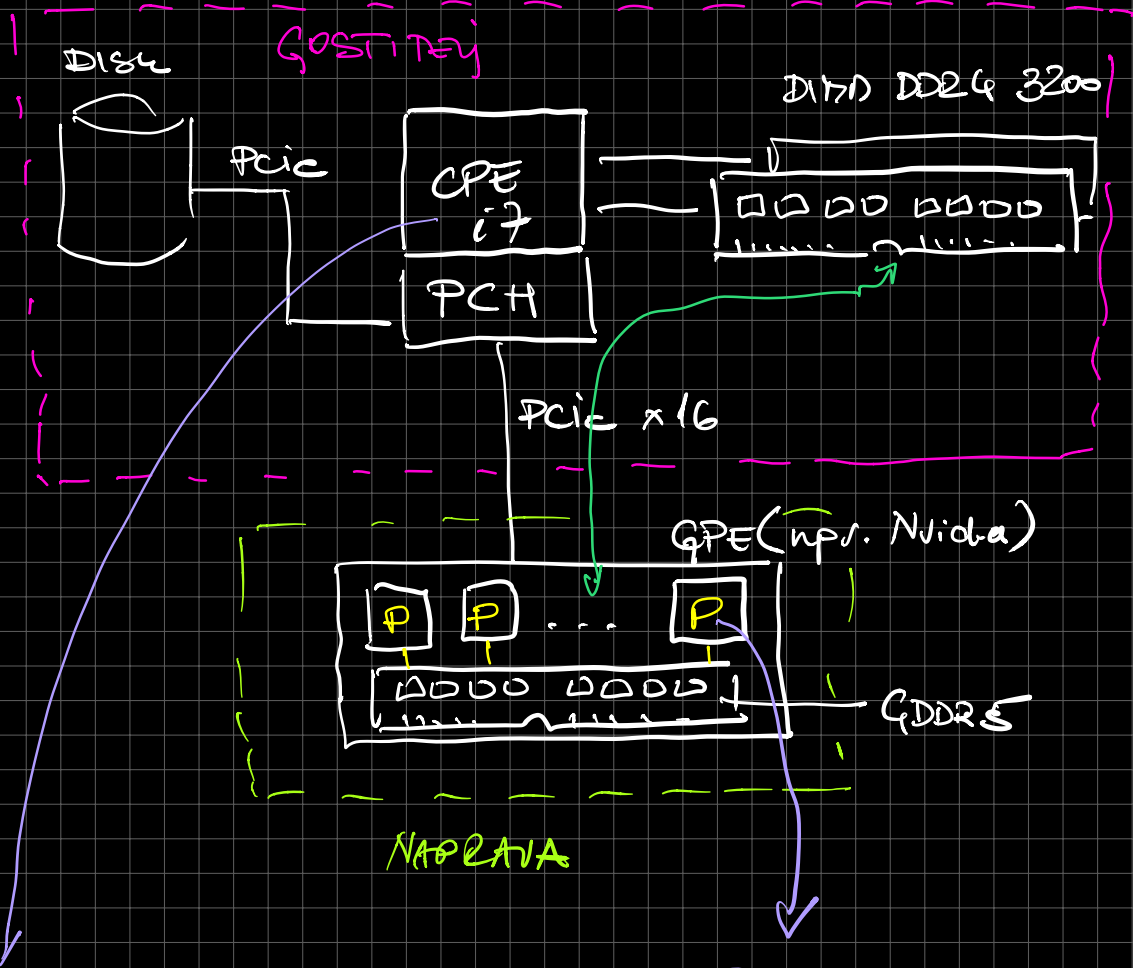 GOSTITELJ
DISK
DIMM DDR4 3200
PCie
CPE
i7
PCH
PCie x16
GPE (npr. Nvidia)
P P ... P
GDDR5
NAPRAVA